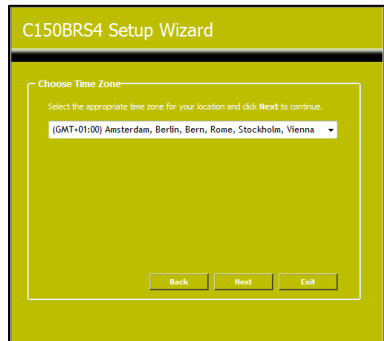 C150BRS4 Setup Wizard
Choose Time Zone
Select the appropriate time zone for your location and click Next to continue.
(GMT+01:00) Amsterdam, Berlin, Bern, Rome, Stockholm, Vienna
Back Next Exit